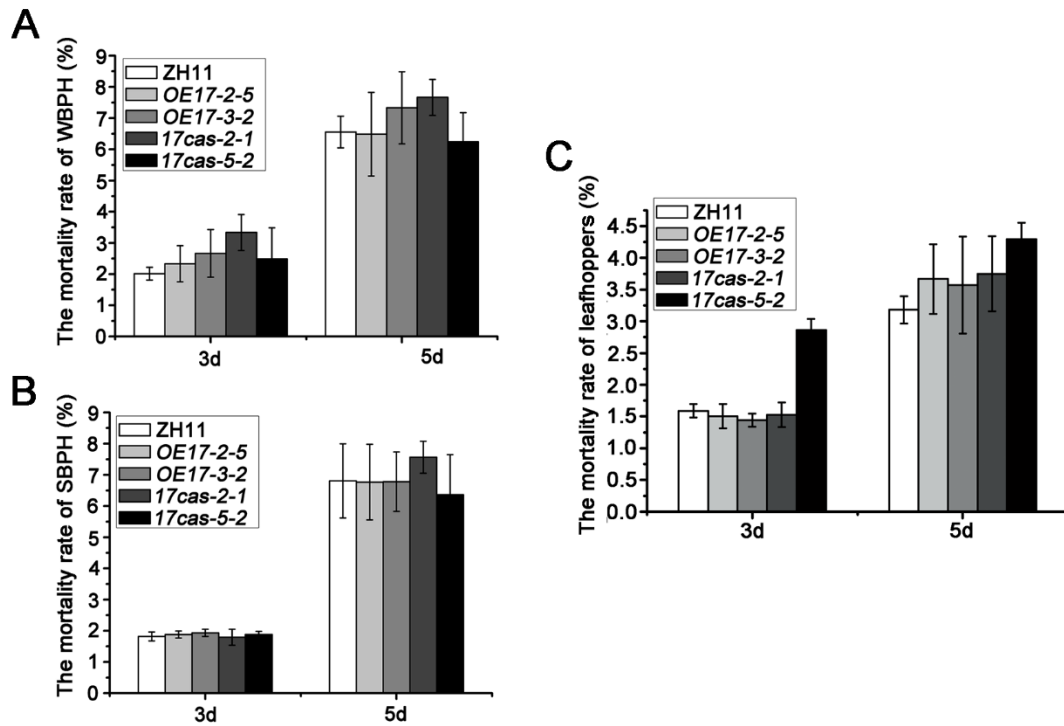 A
The mortality rate of WBPH (%)
9
8
7
6
5
4
3
2
1
0
ZH11
OE17-2-5
OE17-3-2
17cas-2-1
17cas-5-2
3d
5d
B
The mortality rate of SBPH (%)
9
8
7
6
5
4
3
2
1
0
ZH11
OE17-2-5
OE17-3-2
17cas-2-1
17cas-5-2
3d
5d
C
The mortality rate of leafhoppers (%)
4.5
4.0
3.5
3.0
2.5
2.0
1.5
1.0
0.5
0.0
ZH11
OE17-2-5
OE17-3-2
17cas-2-1
17cas-5-2
3d
5d